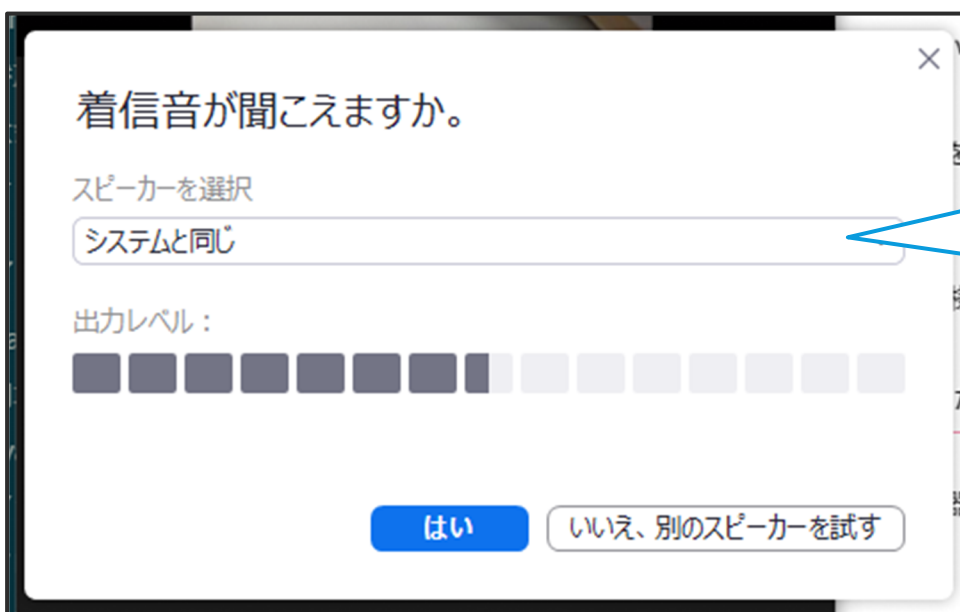 着信音が聞こえますか。
スピーカーを選択
システムと同じ
出力レベル：
はい
いいえ、別のスピーカーを試す